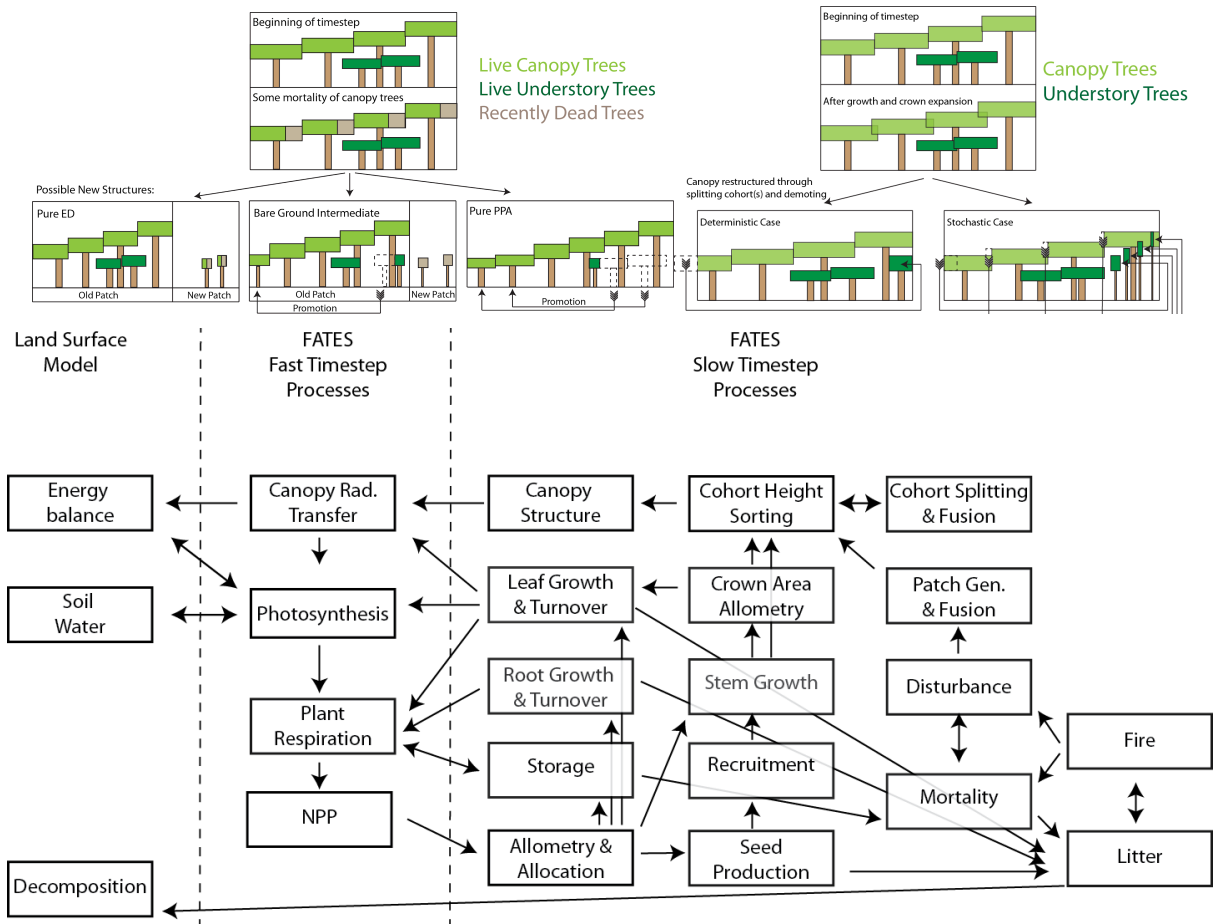 Beginning of timestep
Some mortality of canopy trees
Live Canopy Trees
Live Understory Trees
Recently Dead Trees
Beginning of timestep
After growth and crown expansion
Canopy Trees
Understory Trees
Possible New Structures:
Pure ED
Old Patch
New Patch
Bare Ground Intermediate
Old Patch
New Patch
Promotion
Pure PPA
Promotion
Canopy restructured through
splitting cohort(s) and demoting
Deterministic Case
Stochastic Case
Land Surface
Model
FATES
Fast Timestep
Processes
FATES
Slow Timestep
Processes
Energy
balance
Canopy Rad.
Transfer
Canopy
Structure
Cohort Height
Sorting
Cohort Splitting
& Fusion
Soil
Water
Photosynthesis
Leaf Growth
& Turnover
Crown Area
Allometry
Patch Gen.
& Fusion
Plant
Respiration
Root Growth
& Turnover
Stem Growth
Disturbance
Storage
Recruitment
Fire
NPP
Mortality
Allometry &
Allocation
Seed
Production
Litter
Decomposition